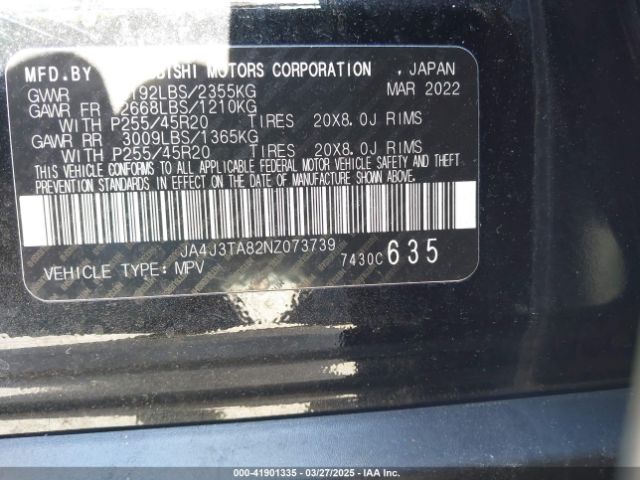 MFD.BY MOTORS CORPORATION , JAPAN
GVWR 5192LBS/2355KG MAR 2022
GAWR FR 2668LBS/1210KG
WITH P255/45R20 TIRES 20X8.0J RIMS
GAWR RR 3009LBS/1365KG
WITH P255/45R20 TIRES 20X8.0J RIMS
THIS VEHICLE CONFORMS TO ALL APPLICABLE FEDERAL MOTOR VEHICLE SAFETY AND THEFT
PREVENTION STANDARDS IN EFFECT ON THE DATE OF MANUFACTURE SHOWN ABOVE.
JA4J3TA82NZ073739
VEHICLE TYPE: MPV 7430C 635
000-41901335 - 03/27/2025 - IAA Inc.